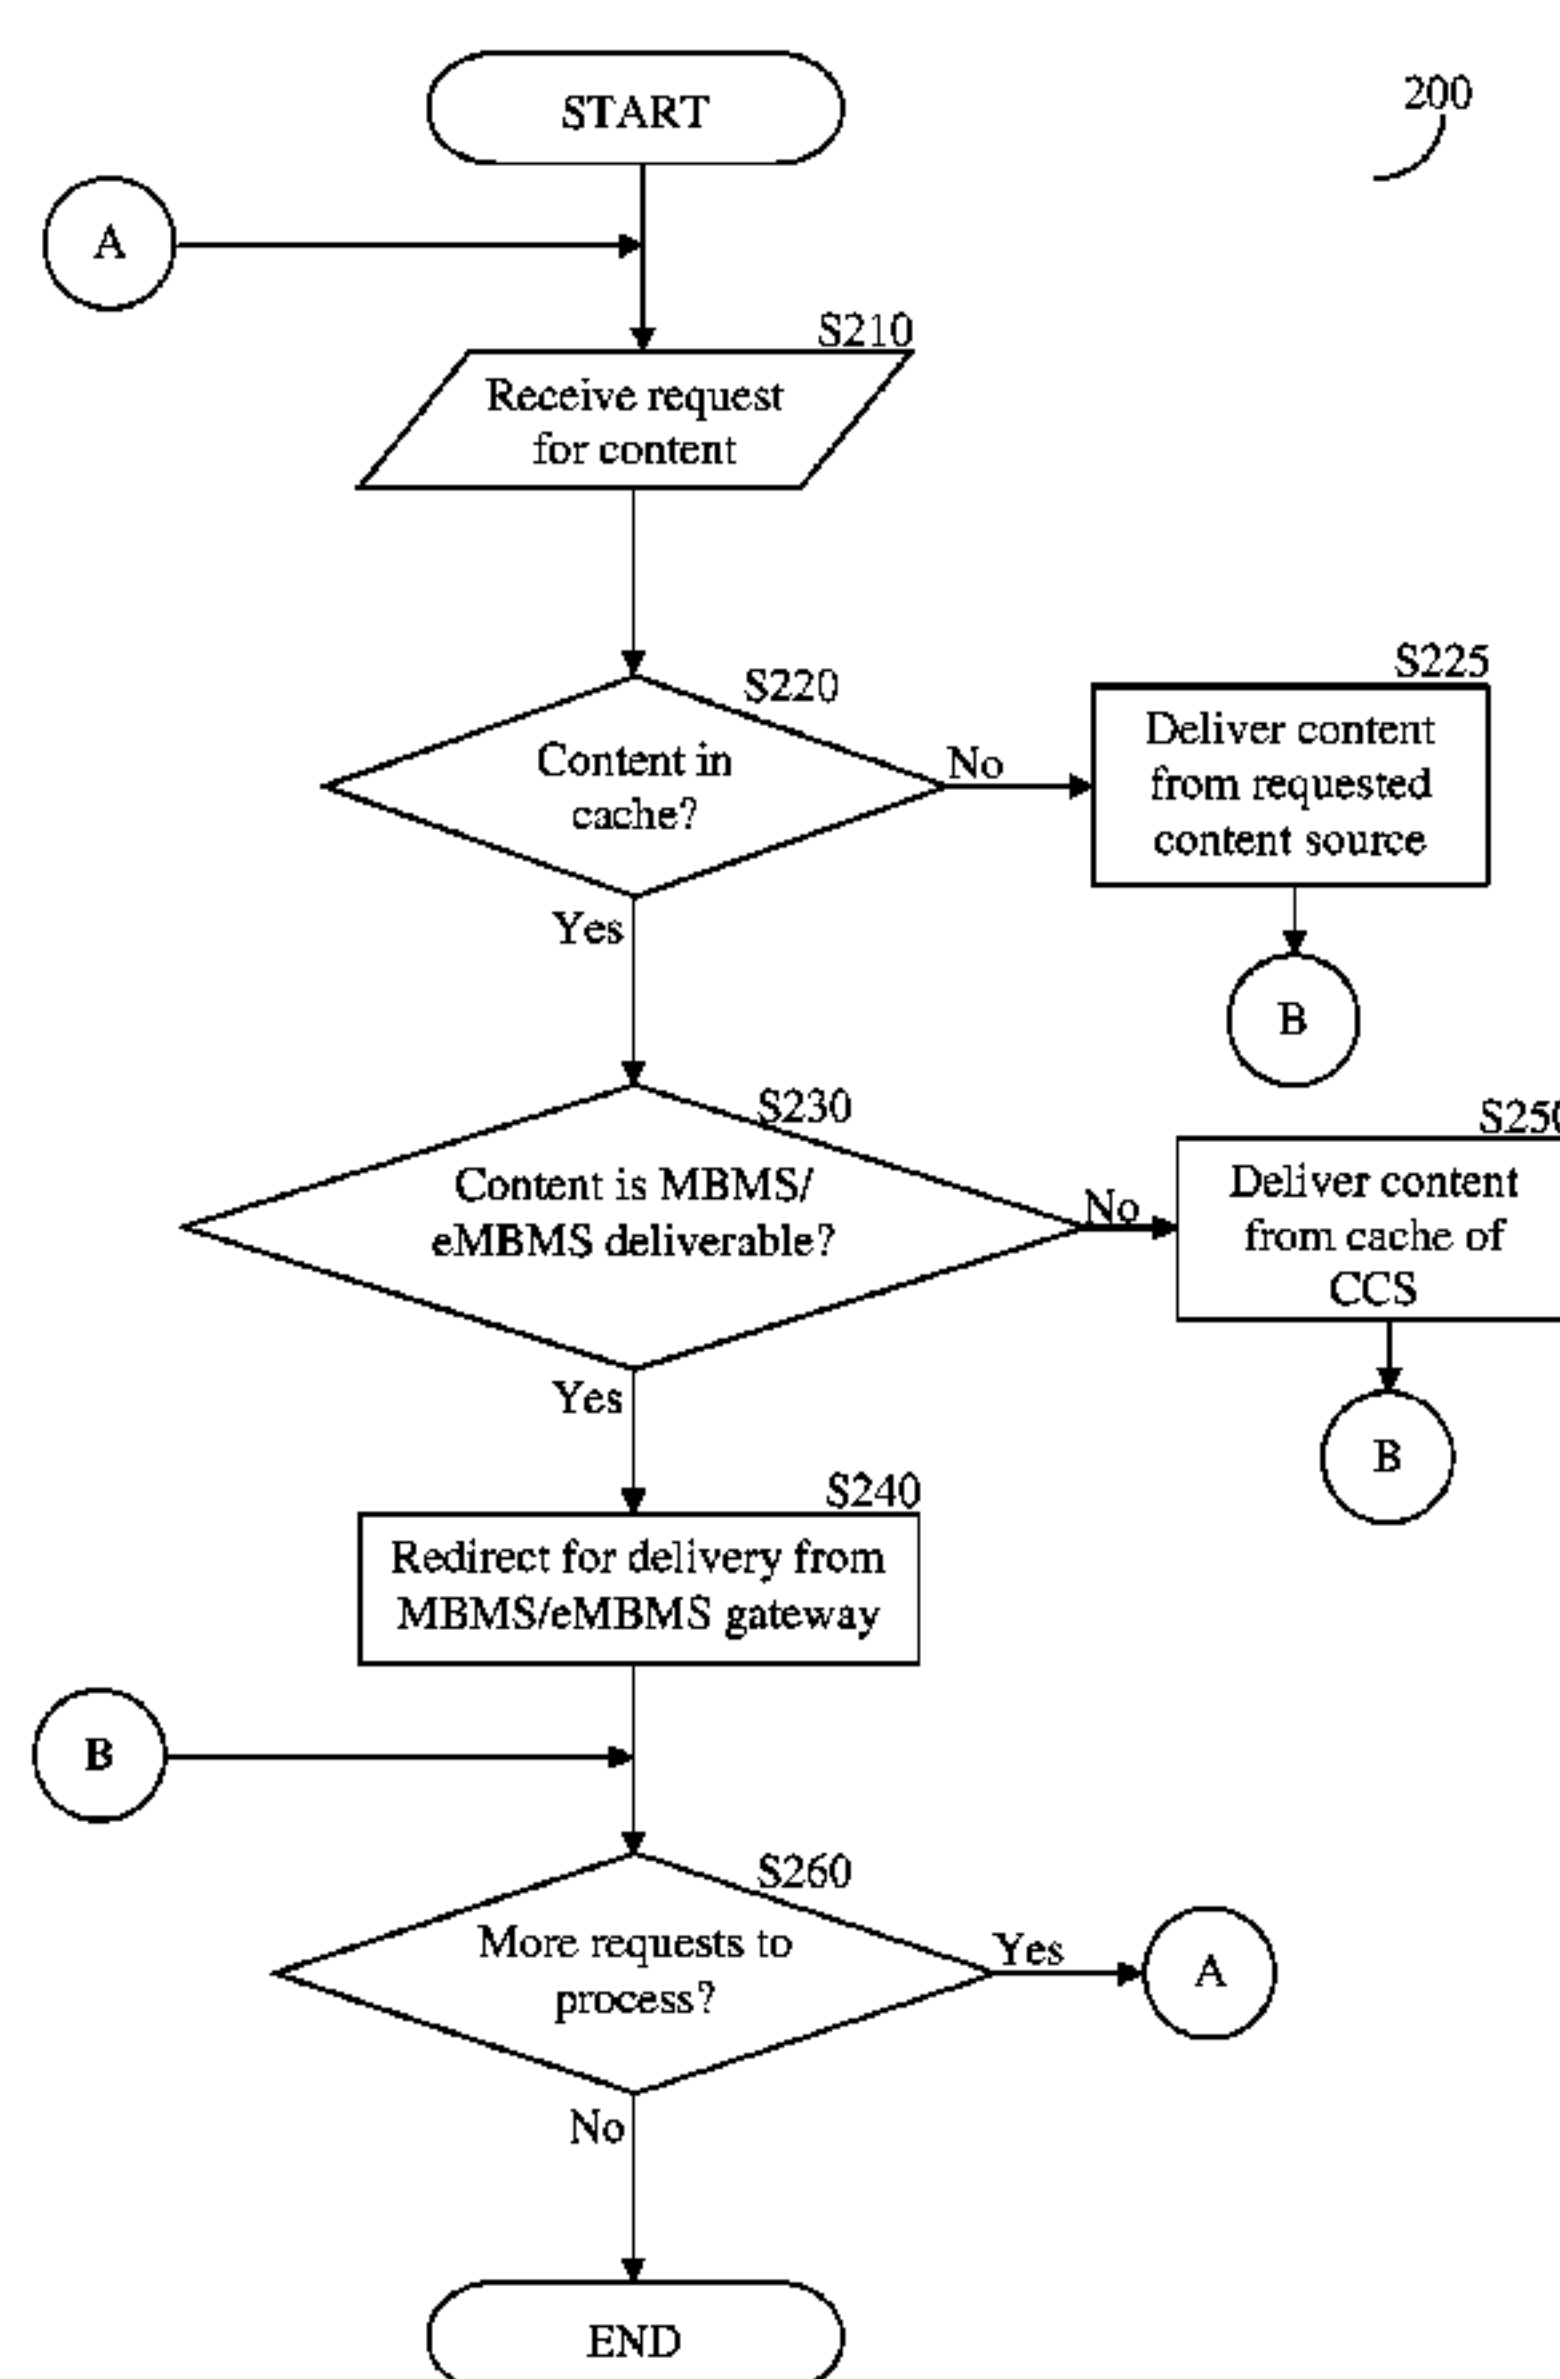 START
200
A
S210
Receive request
for content
S220
Content in
cache?
No
S225
Deliver content
from requested
content source
Yes
B
S230
Content is MBMS/
eMBMS deliverable?
No
S250
Deliver content
from cache of
CCS
Yes
B
S240
Redirect for delivery from
MBMS/eMBMS gateway
B
S260
More requests to
process?
Yes
A
No
END